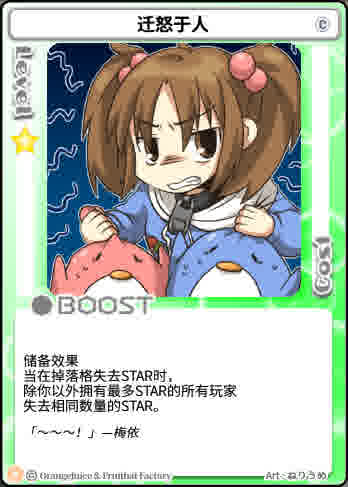 迁怒于人
©
Level
Cost
BOOST
储备效果
当在掉落格失去STAR时，
除你以外拥有最多STAR的所有玩家
失去相同数量的STAR。
「～～～！」—梅依
© OrangeJuice & Fruitbat Factory
Art : ねりうめ